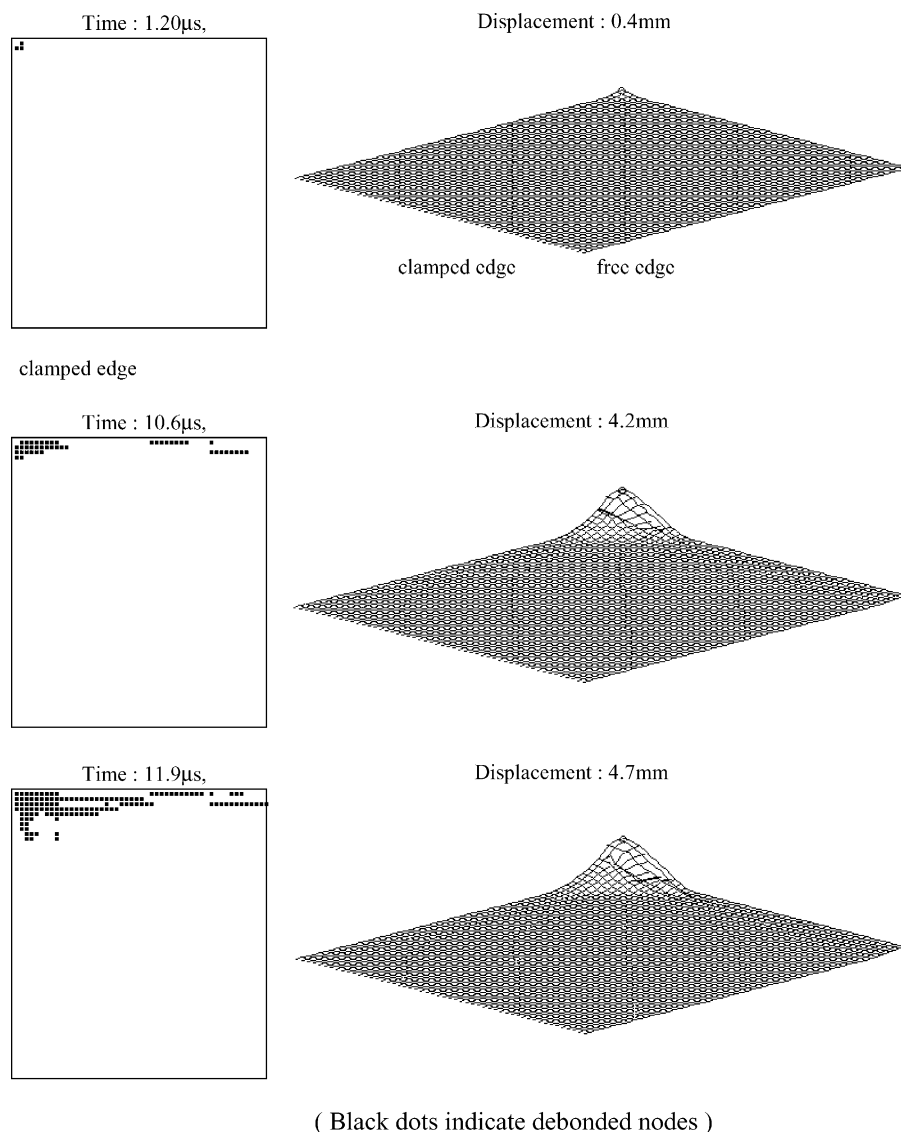 Time : 1.20μs,
Displacement : 0.4mm
clamped edge
free edge
clamped edge
Time : 10.6μs,
Displacement : 4.2mm
Time : 11.9μs,
Displacement : 4.7mm
( Black dots indicate debonded nodes )